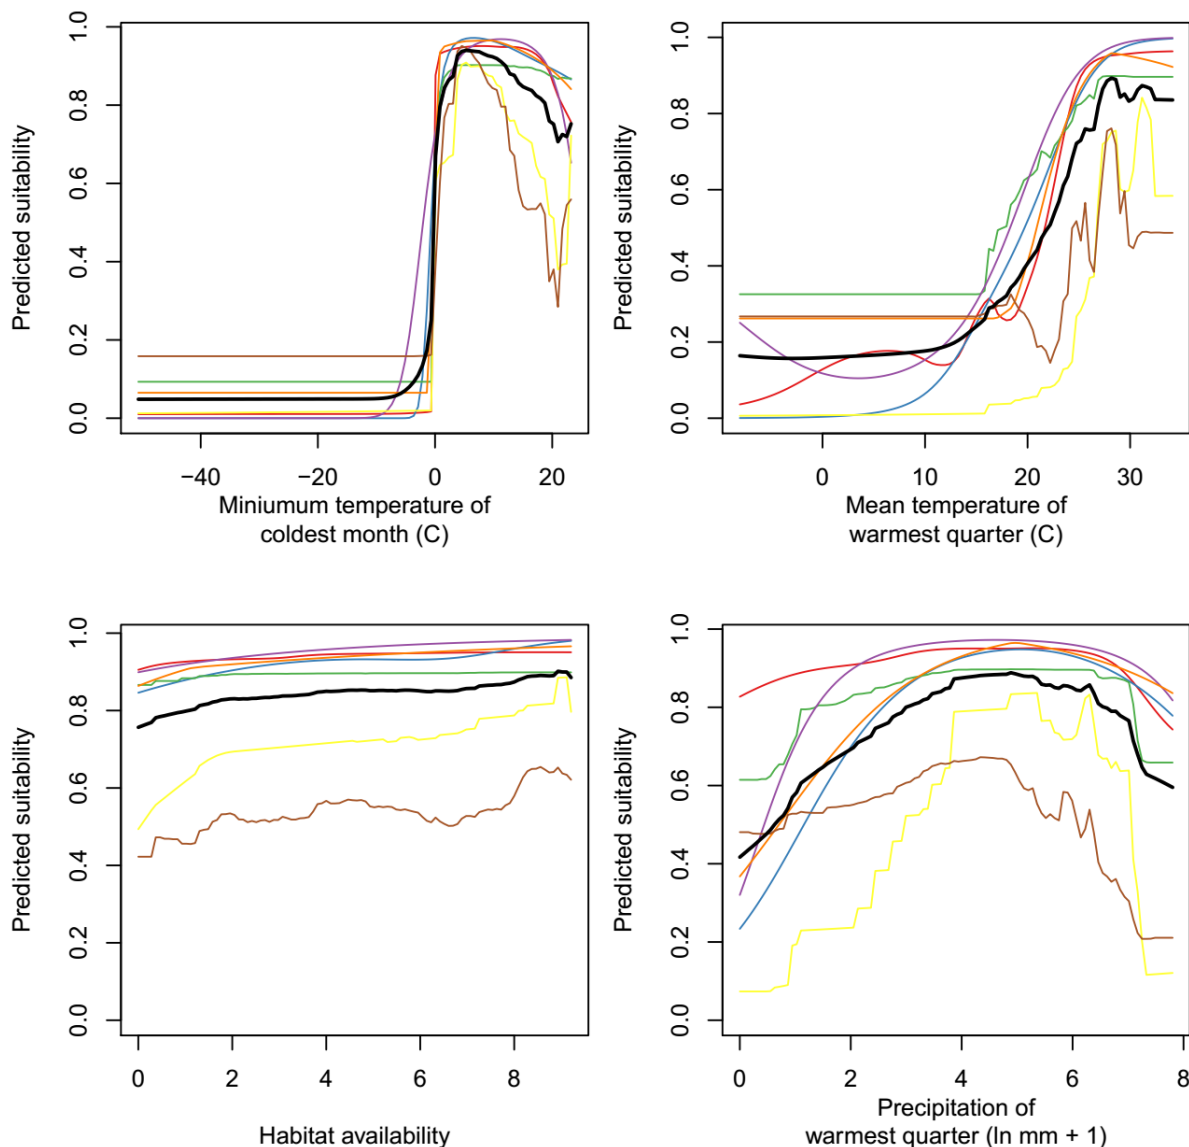 Predicted suitability
0.0 0.2 0.4 0.6 0.8 1.0
−40 −20 0 20
Miniumum temperature of
coldest month (C)
Predicted suitability
0.0 0.2 0.4 0.6 0.8 1.0
0 10 20 30
Mean temperature of
warmest quarter (C)
Predicted suitability
0.0 0.2 0.4 0.6 0.8 1.0
0 2 4 6 8
Habitat availability
Predicted suitability
0.0 0.2 0.4 0.6 0.8 1.0
0 2 4 6 8
Precipitation of
warmest quarter (ln mm + 1)